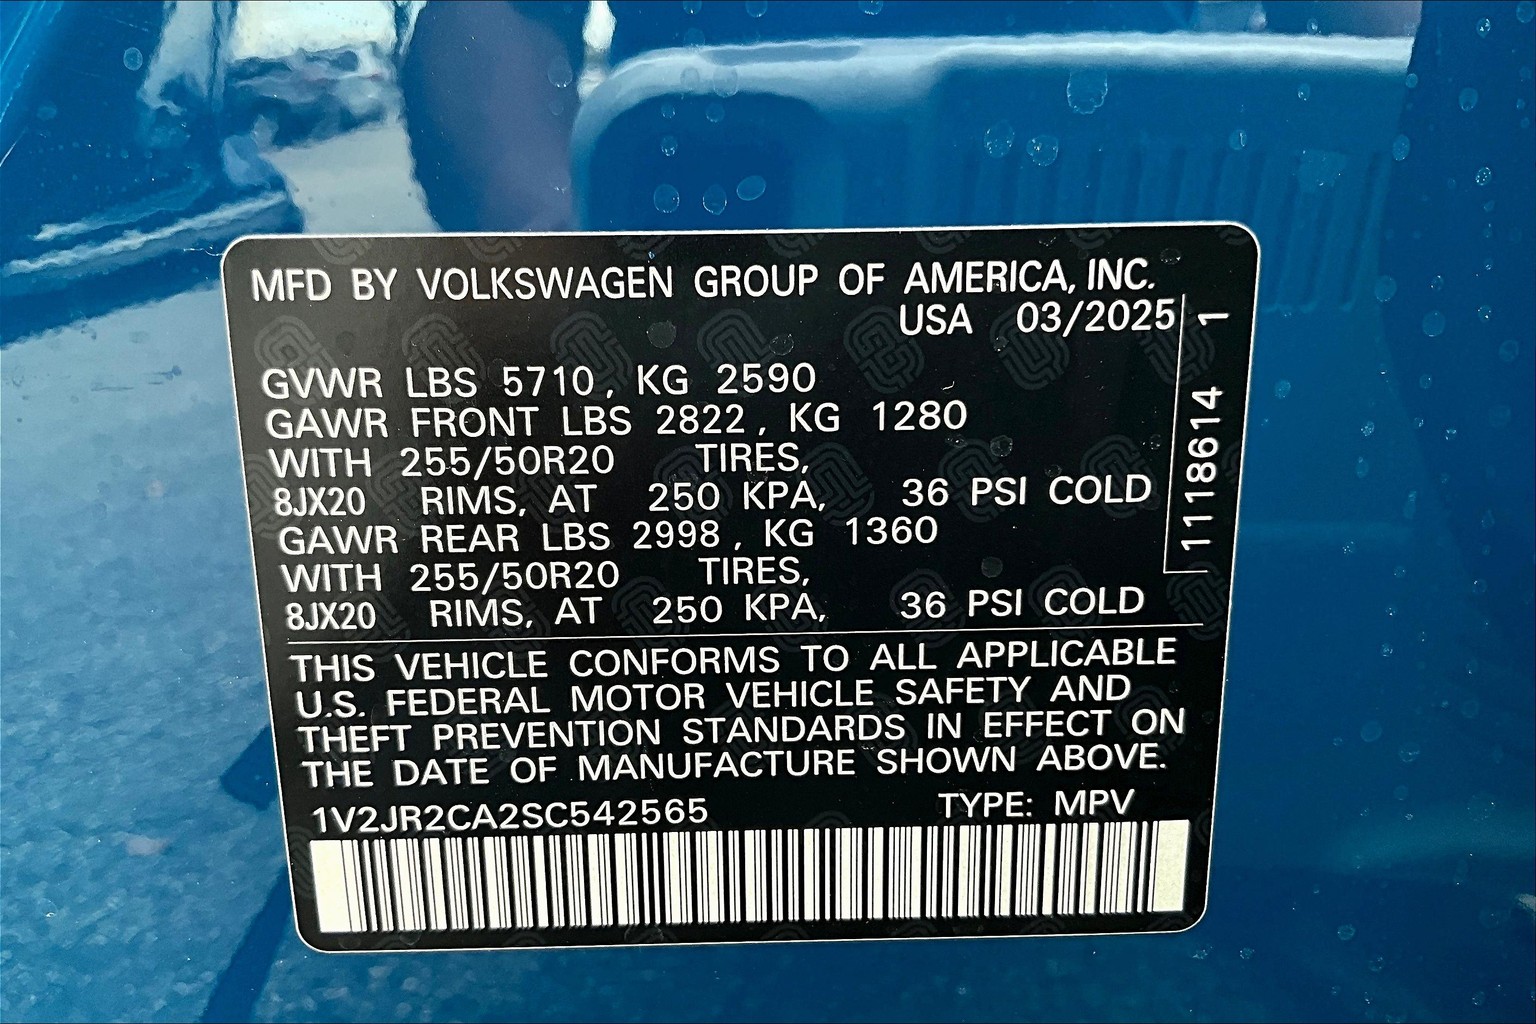 MFD BY VOLKSWAGEN GROUP OF AMERICA, INC.
USA 03/2025
GVWR LBS 5710, KG 2590
GAWR FRONT LBS 2822, KG 1280
WITH 255/50R20 TIRES,
8JX20 RIMS, AT 250 KPA, 36 PSI COLD
GAWR REAR LBS 2998, KG 1360
WITH 255/50R20 TIRES,
8JX20 RIMS, AT 250 KPA, 36 PSI COLD
1118614 1
THIS VEHICLE CONFORMS TO ALL APPLICABLE
U.S. FEDERAL MOTOR VEHICLE SAFETY AND
THEFT PREVENTION STANDARDS IN EFFECT ON
THE DATE OF MANUFACTURE SHOWN ABOVE.
1V2JR2CA2SC542565 TYPE: MPV